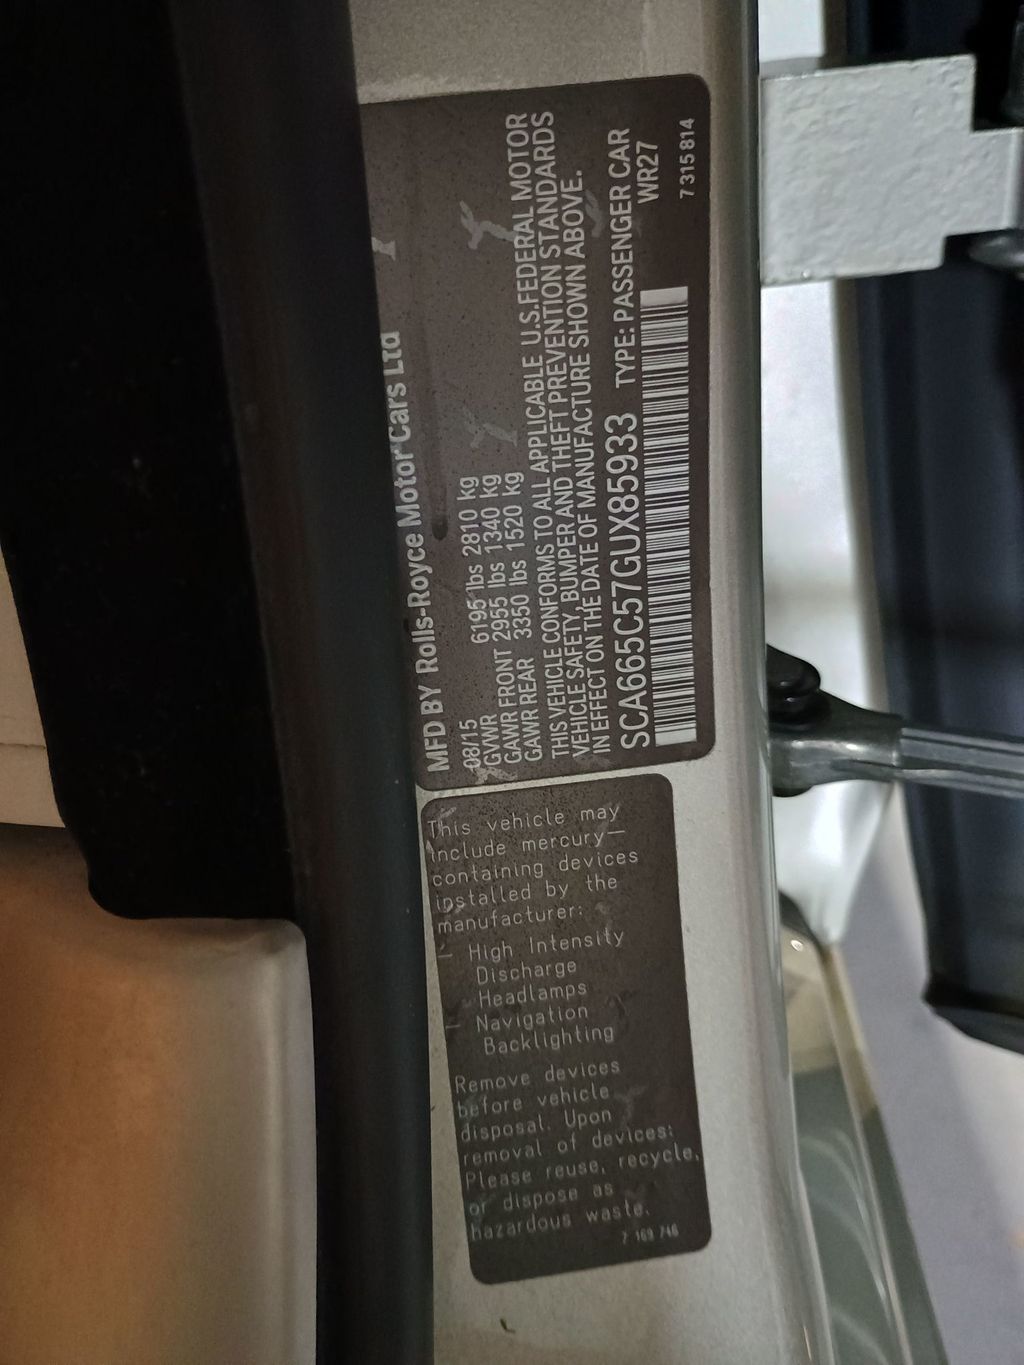 MFD BY Rolls-Royce Motor Cars Ltd
08/15
GVWR 6195 lbs 2810 kg
GAWR FRONT 2955 lbs 1340 kg
GAWR REAR 3350 lbs 1520 kg
THIS VEHICLE CONFORMS TO ALL APPLICABLE U.S.FEDERAL MOTOR
VEHICLE SAFETY, BUMPER AND THEFT PREVENTION STANDARDS
IN EFFECT ON THE DATE OF MANUFACTURE SHOWN ABOVE.
SCA665C57GUX85933 TYPE: PASSENGER CAR
WR27
7 315 814
This vehicle may
include mercury-
containing devices
installed by the
manufacturer:
- High Intensity
Discharge
Headlamps
- Navigation
Backlighting
Remove devices
before vehicle
disposal. Upon
removal of devices:
Please reuse, recycle,
or dispose as
hazardous waste.
7 169 746